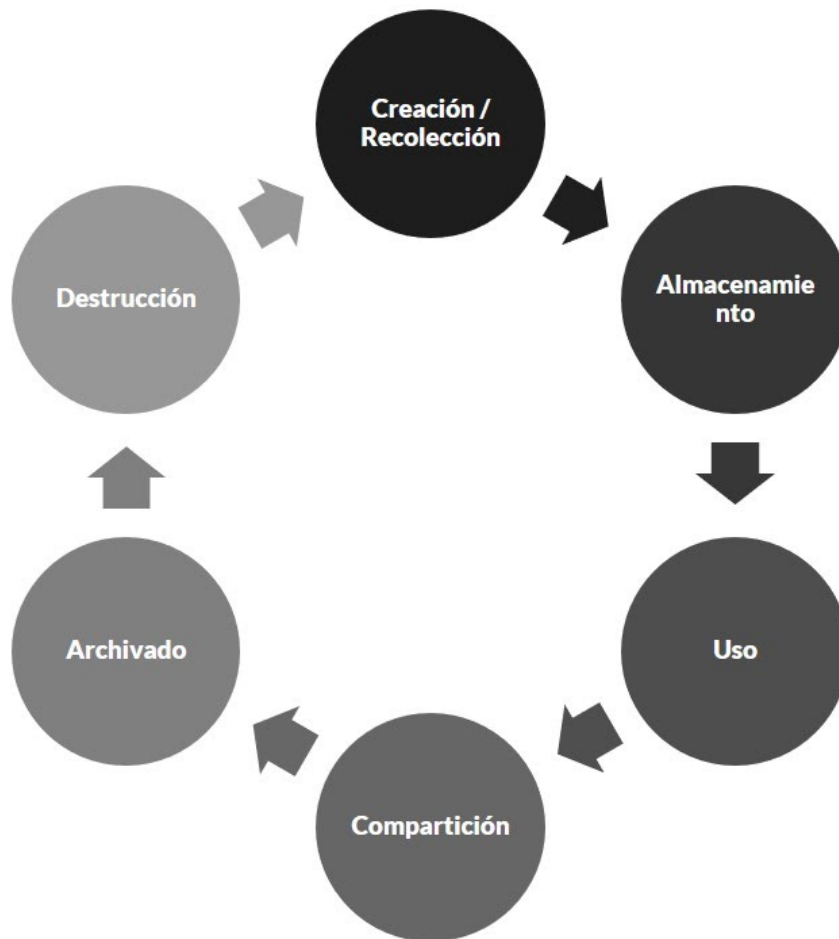 Creación /
Recolección
Almacenamie
nto
Uso
Compartición
Archivado
Destrucción